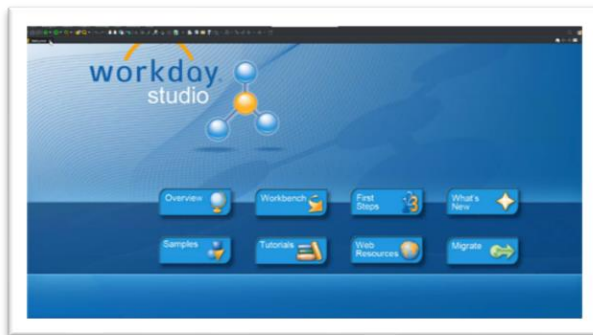 workday.
studio
Overview
Workbench
First
Steps
What's
New
Samples
Tutorials
Web
Resources
Migrate